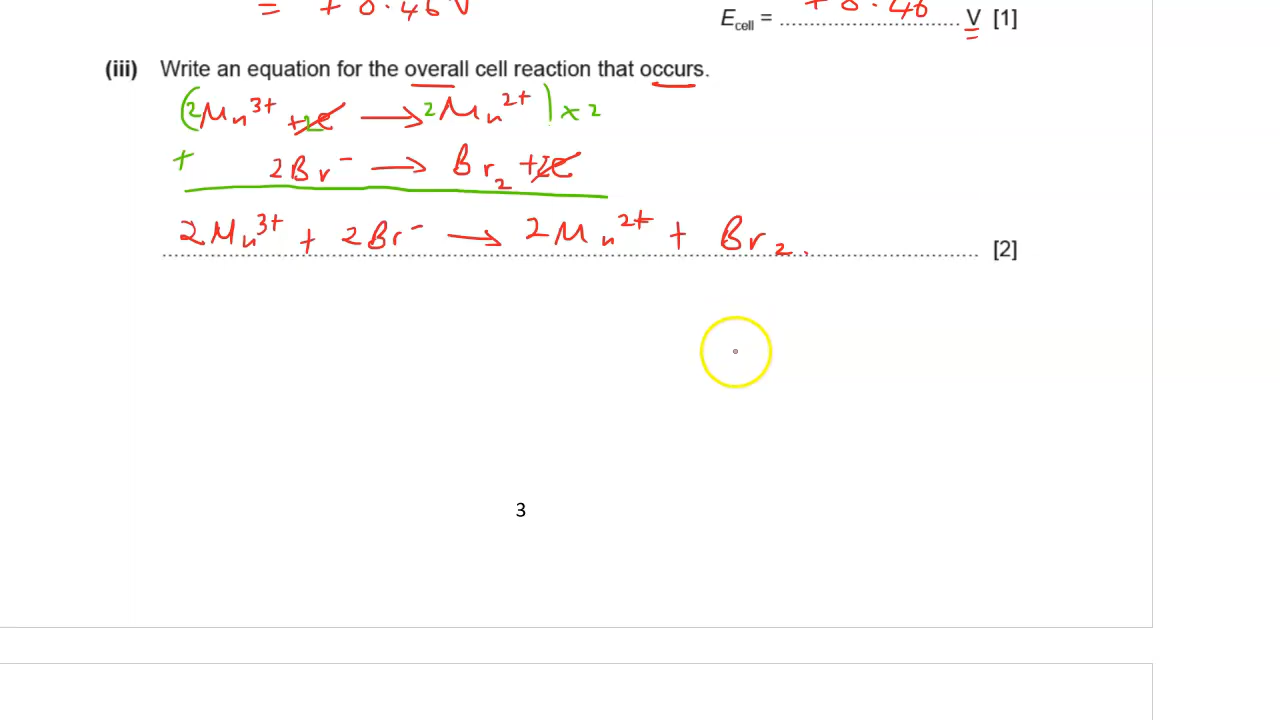 = + 0.46 V
E cell = + 0.46 V [1]
(iii) Write an equation for the overall cell reaction that occurs.
(2Mn³⁺ + 2e → 2Mn²⁺) × 2
+ 2Br⁻ → Br₂ + 2e
2Mn³⁺ + 2Br⁻ → 2Mn²⁺ + Br₂. [2]
3